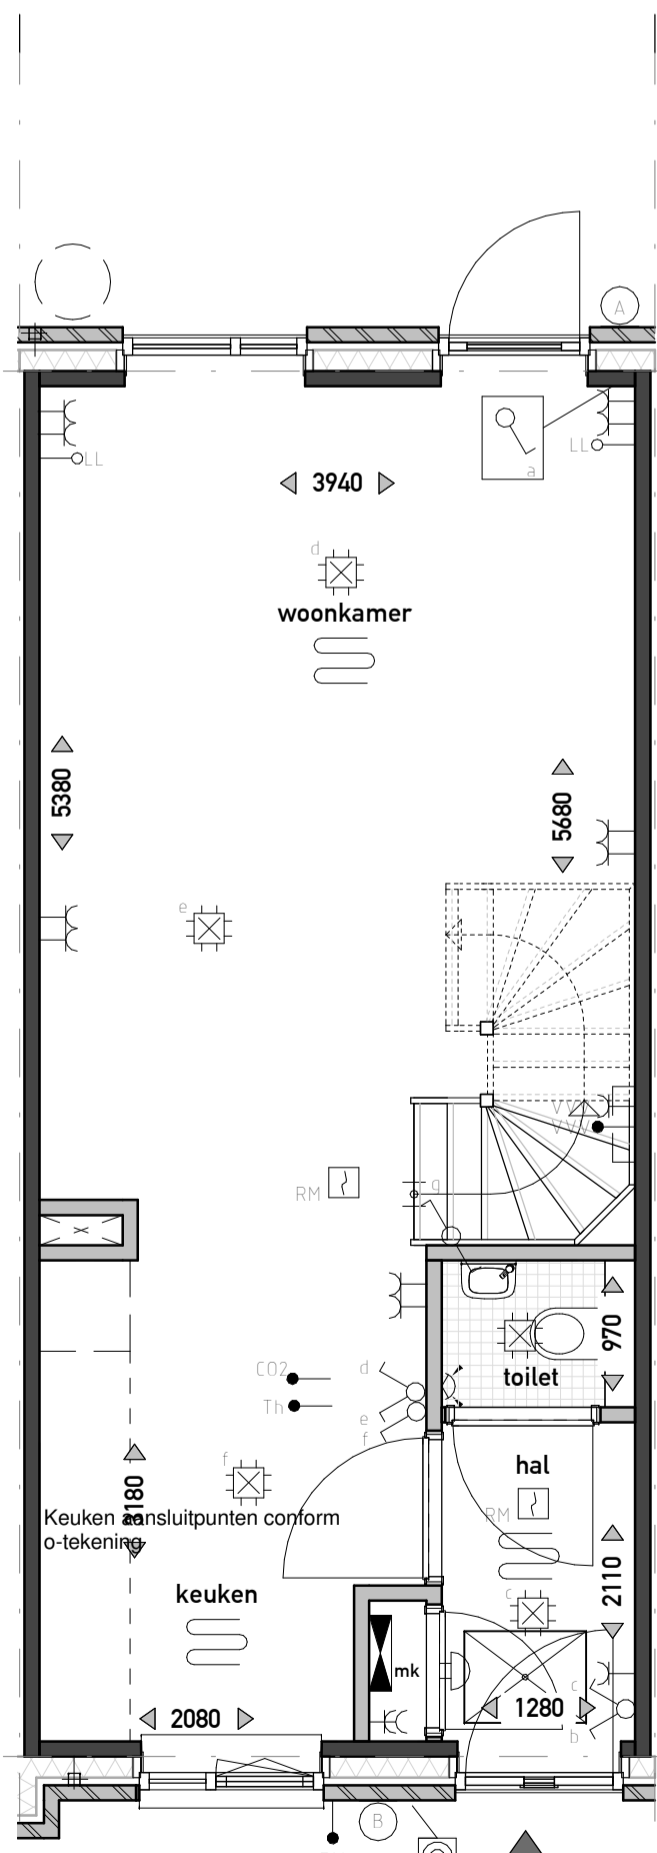 A
LL
LL
a
3940
d
woonkamer
5380
5680
e
VVV
RM
g
970
CO2
d
toilet
Th
e
f
hal
f
RM
Keuken aansluitpunten conform
o-tekening
2110
keuken
c
mk
c
2080
1280
b
B